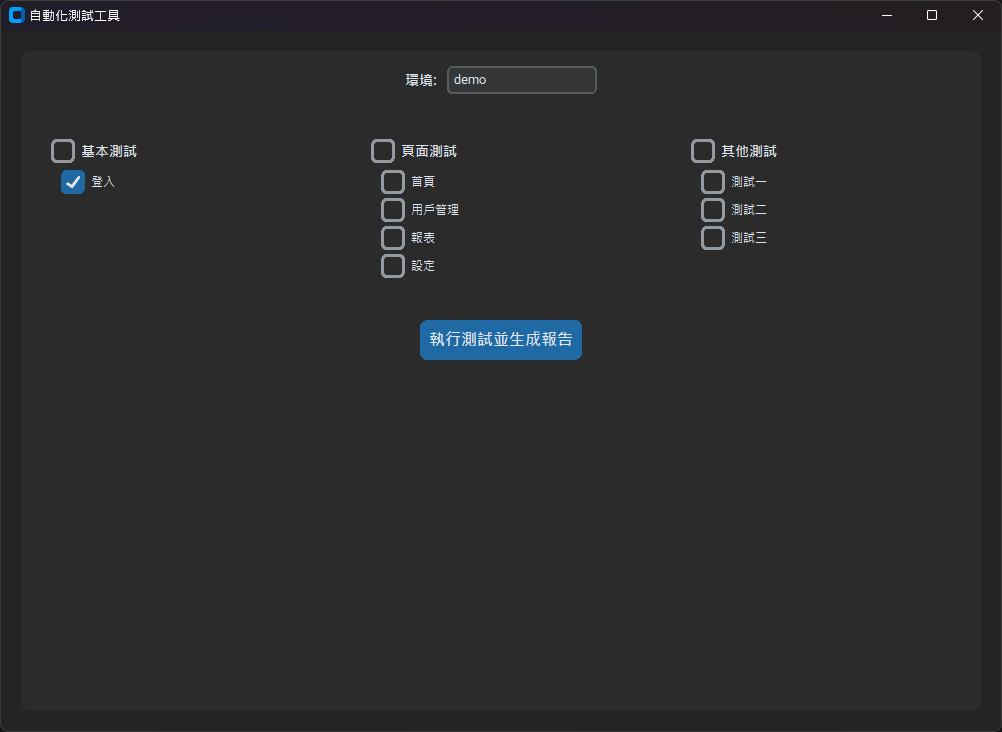 自動化測試工具
環境: demo
基本測試
登入
頁面測試
首頁
用戶管理
報表
設定
其他測試
測試一
測試二
測試三
執行測試並生成報告